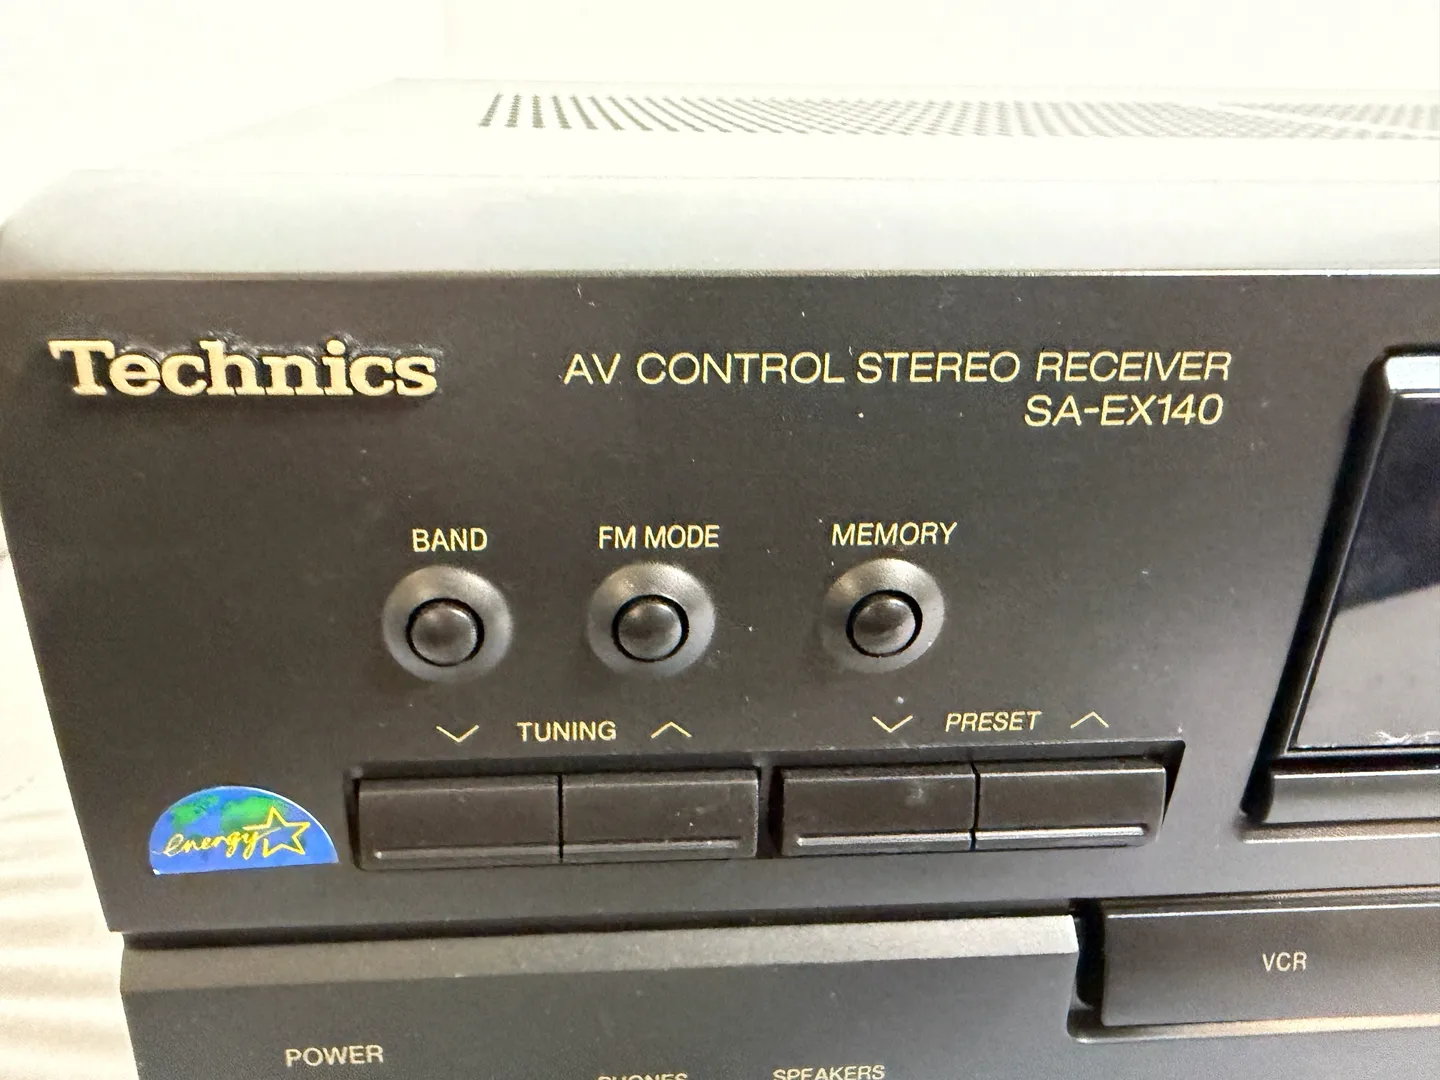 Technics
AV CONTROL STEREO RECEIVER
SA-EX140
BAND
FM MODE
MEMORY
TUNING
PRESET
energy
VCR
POWER
PHONES
SPEAKERS